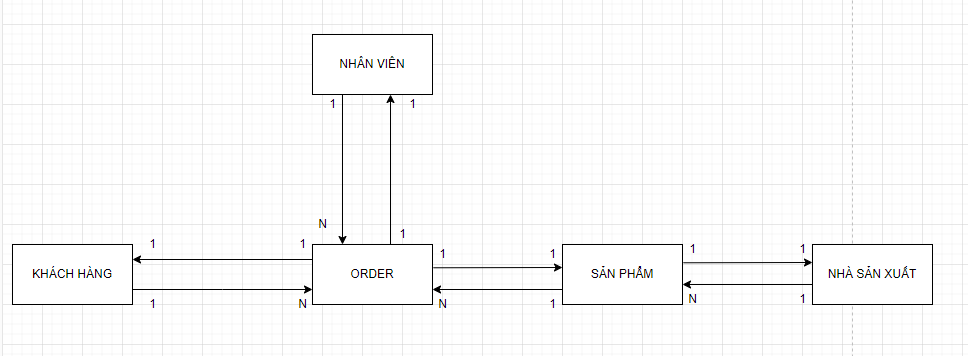 NHÂN VIÊN
1
1
N
1
1
1
1
1
1
1
KHÁCH HÀNG
ORDER
SẢN PHẨM
NHÀ SẢN XUẤT
1
N
N
1
N
1